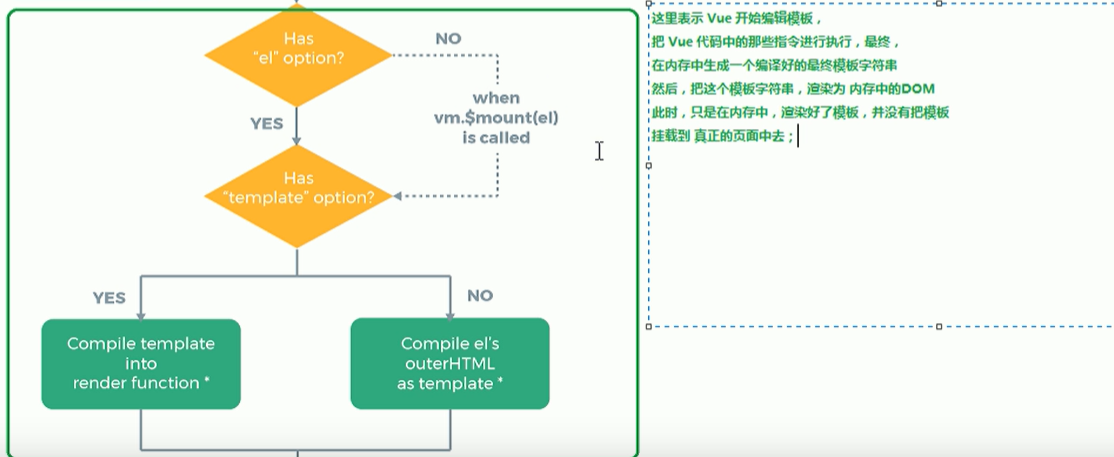 Has
"el" option?
NO
when
vm.$mount(el)
is called
YES
Has
"template" option?
YES
NO
Compile template
into
render function *
Compile el's
outerHTML
as template *
这里表示 Vue 开始编辑模板，
把 Vue 代码中的那些指令进行执行，最终，
在内存中生成一个编译好的最终模板字符串
然后，把这个模板字符串，渲染为 内存中的DOM
此时，只是在内存中，渲染好了模板，并没有把模板
挂载到 真正的页面中去；